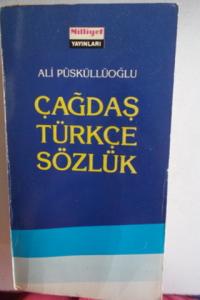 Milliyet
YAYINLARI
ALİ PÜSKÜLLÜOĞLU
ÇAĞDAŞ
TÜRKÇE
SÖZLÜK